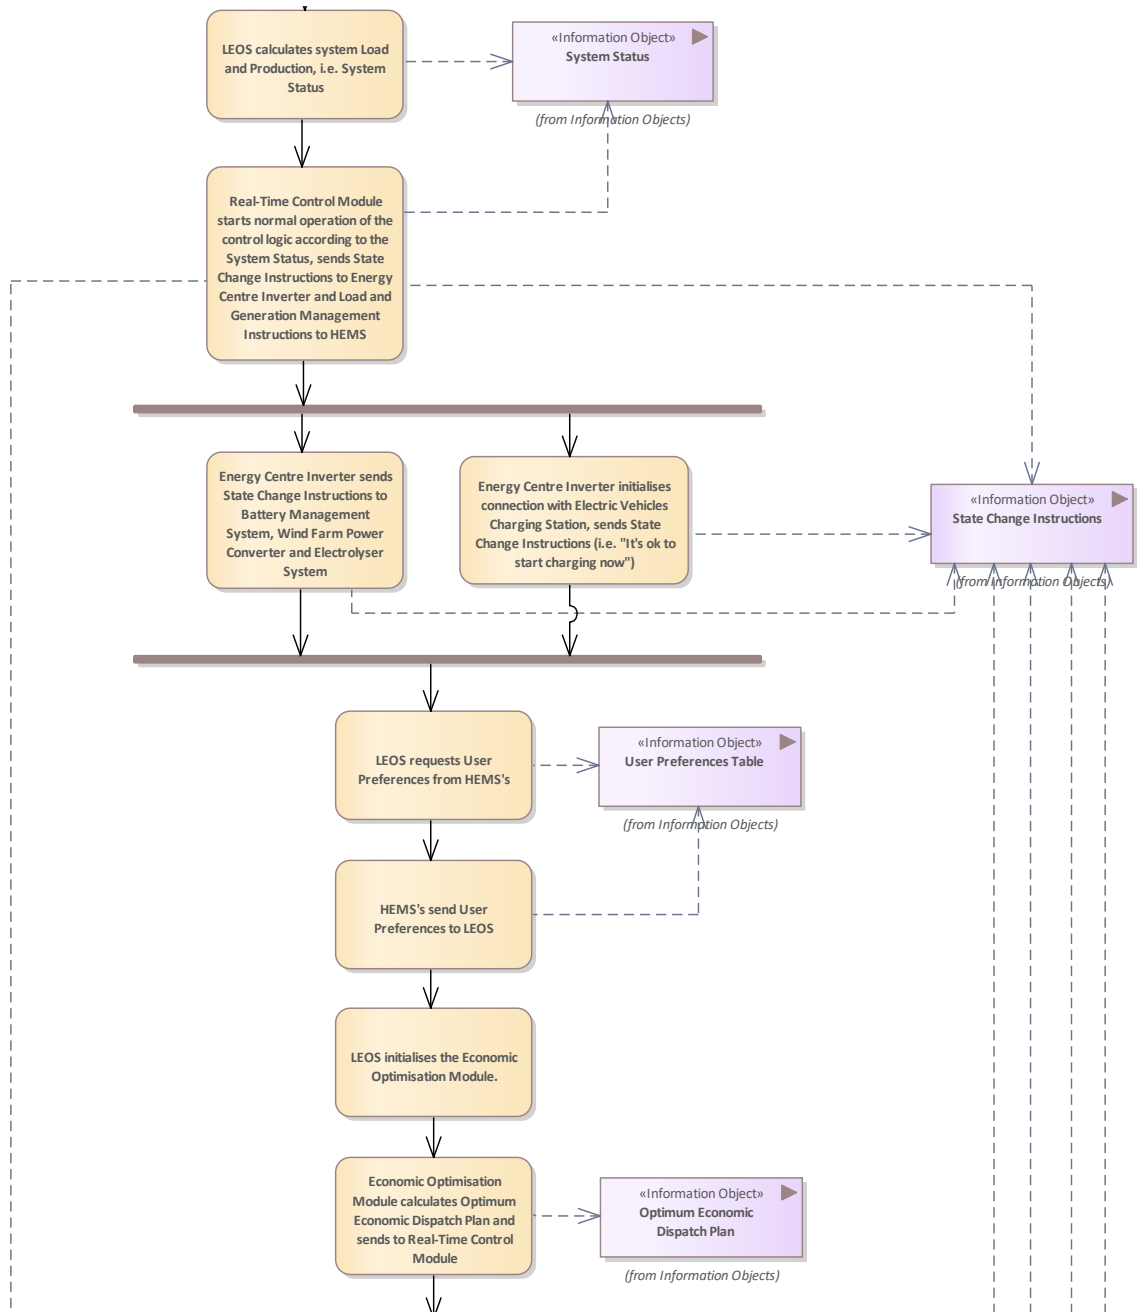 LEOS calculates system Load
and Production, i.e. System
Status
«Information Object»
System Status
(from Information Objects)
Real-Time Control Module
starts normal operation of the
control logic according to the
System Status, sends State
Change Instructions to Energy
Centre Inverter and Load and
Generation Management
Instructions to HEMS
Energy Centre Inverter sends
State Change Instructions to
Battery Management
System, Wind Farm Power
Converter and Electrolyser
System
Energy Centre Inverter initialises
connection with Electric Vehicles
Charging Station, sends State
Change Instructions (i.e. "It's ok to
start charging now")
«Information Object»
State Change Instructions
(from Information Objects)
LEOS requests User
Preferences from HEMS's
«Information Object»
User Preferences Table
(from Information Objects)
HEMS's send User
Preferences to LEOS
LEOS initialises the Economic
Optimisation Module.
Economic Optimisation
Module calculates Optimum
Economic Dispatch Plan and
sends to Real-Time Control
Module
«Information Object»
Optimum Economic
Dispatch Plan
(from Information Objects)